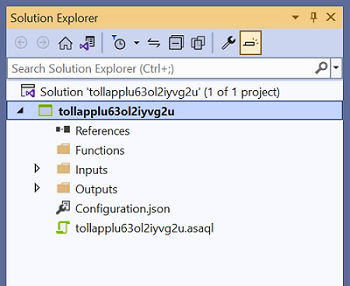 Solution Explorer
Search Solution Explorer (Ctrl+;)
Solution 'tollapplu63ol2iyvg2u' (1 of 1 project)
tollapplu63ol2iyvg2u
References
Functions
Inputs
Outputs
Configuration.json
tollapplu63ol2iyvg2u.asaql